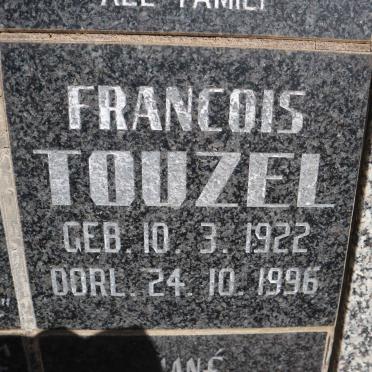 FRANCOIS
TOUZEL
GEB. 10. 3. 1922
OORL. 24. 10. 1996